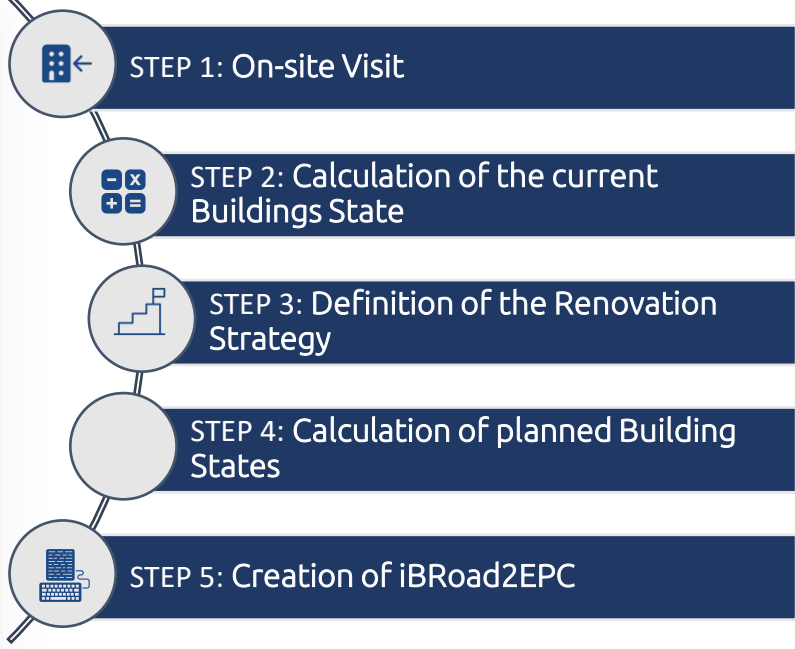 STEP 1: On-site Visit
STEP 2: Calculation of the current
Buildings State
STEP 3: Definition of the Renovation
Strategy
STEP 4: Calculation of planned Building
States
STEP 5: Creation of iBRoad2EPC